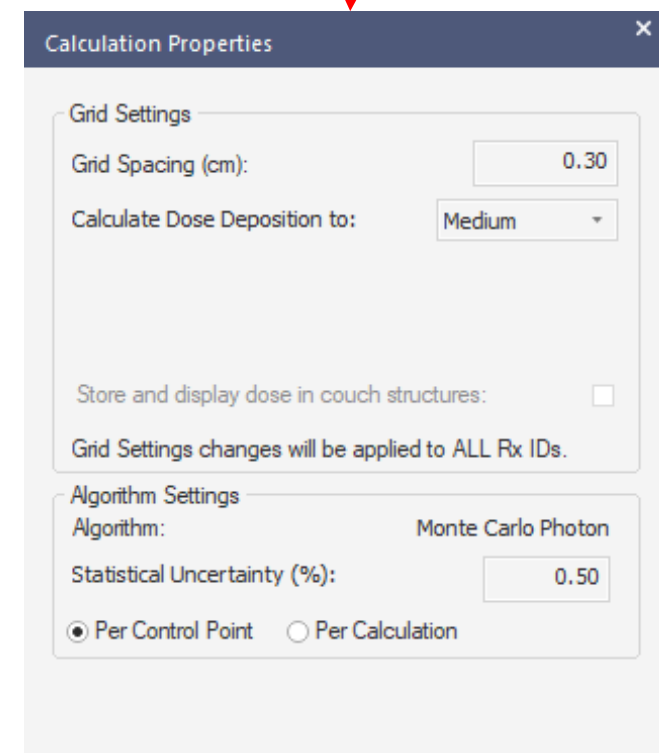 Calculation Properties
Grid Settings
Grid Spacing (cm): 0.30
Calculate Dose Deposition to: Medium
Store and display dose in couch structures:
Grid Settings changes will be applied to ALL Rx IDs.
Algorithm Settings
Algorithm: Monte Carlo Photon
Statistical Uncertainty (%): 0.50
Per Control Point Per Calculation